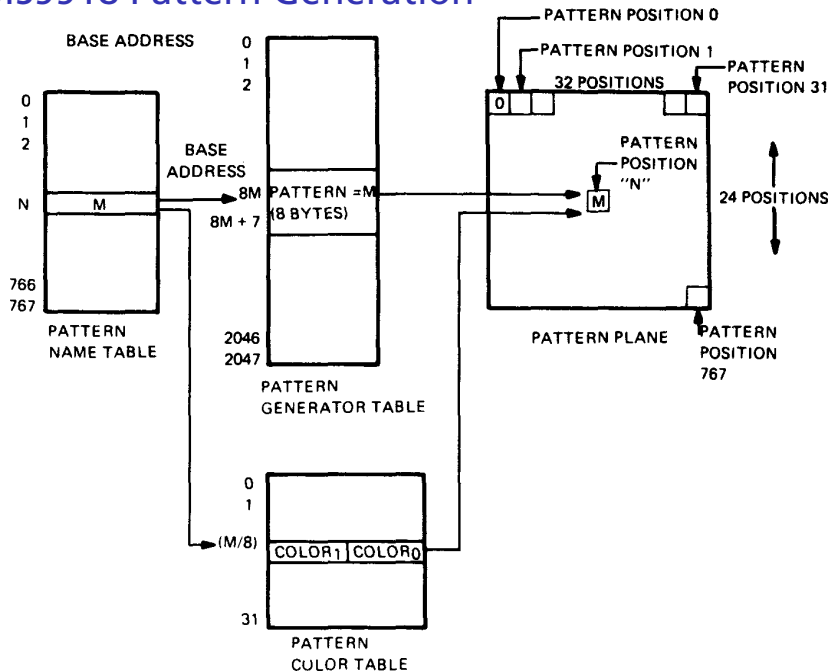 Pattern Generation
BASE ADDRESS
0
1
2
0
1
2
N
M
766
767
PATTERN
NAME TABLE
BASE
ADDRESS
8M
8M + 7
PATTERN =M
(8 BYTES)
2046
2047
PATTERN
GENERATOR TABLE
0
1
(M/8)
COLOR1
COLOR0
31
PATTERN
COLOR TABLE
PATTERN POSITION 0
PATTERN POSITION 1
32 POSITIONS
PATTERN
POSITION 31
0
PATTERN
POSITION
"N"
M
24 POSITIONS
PATTERN PLANE
PATTERN
POSITION
767